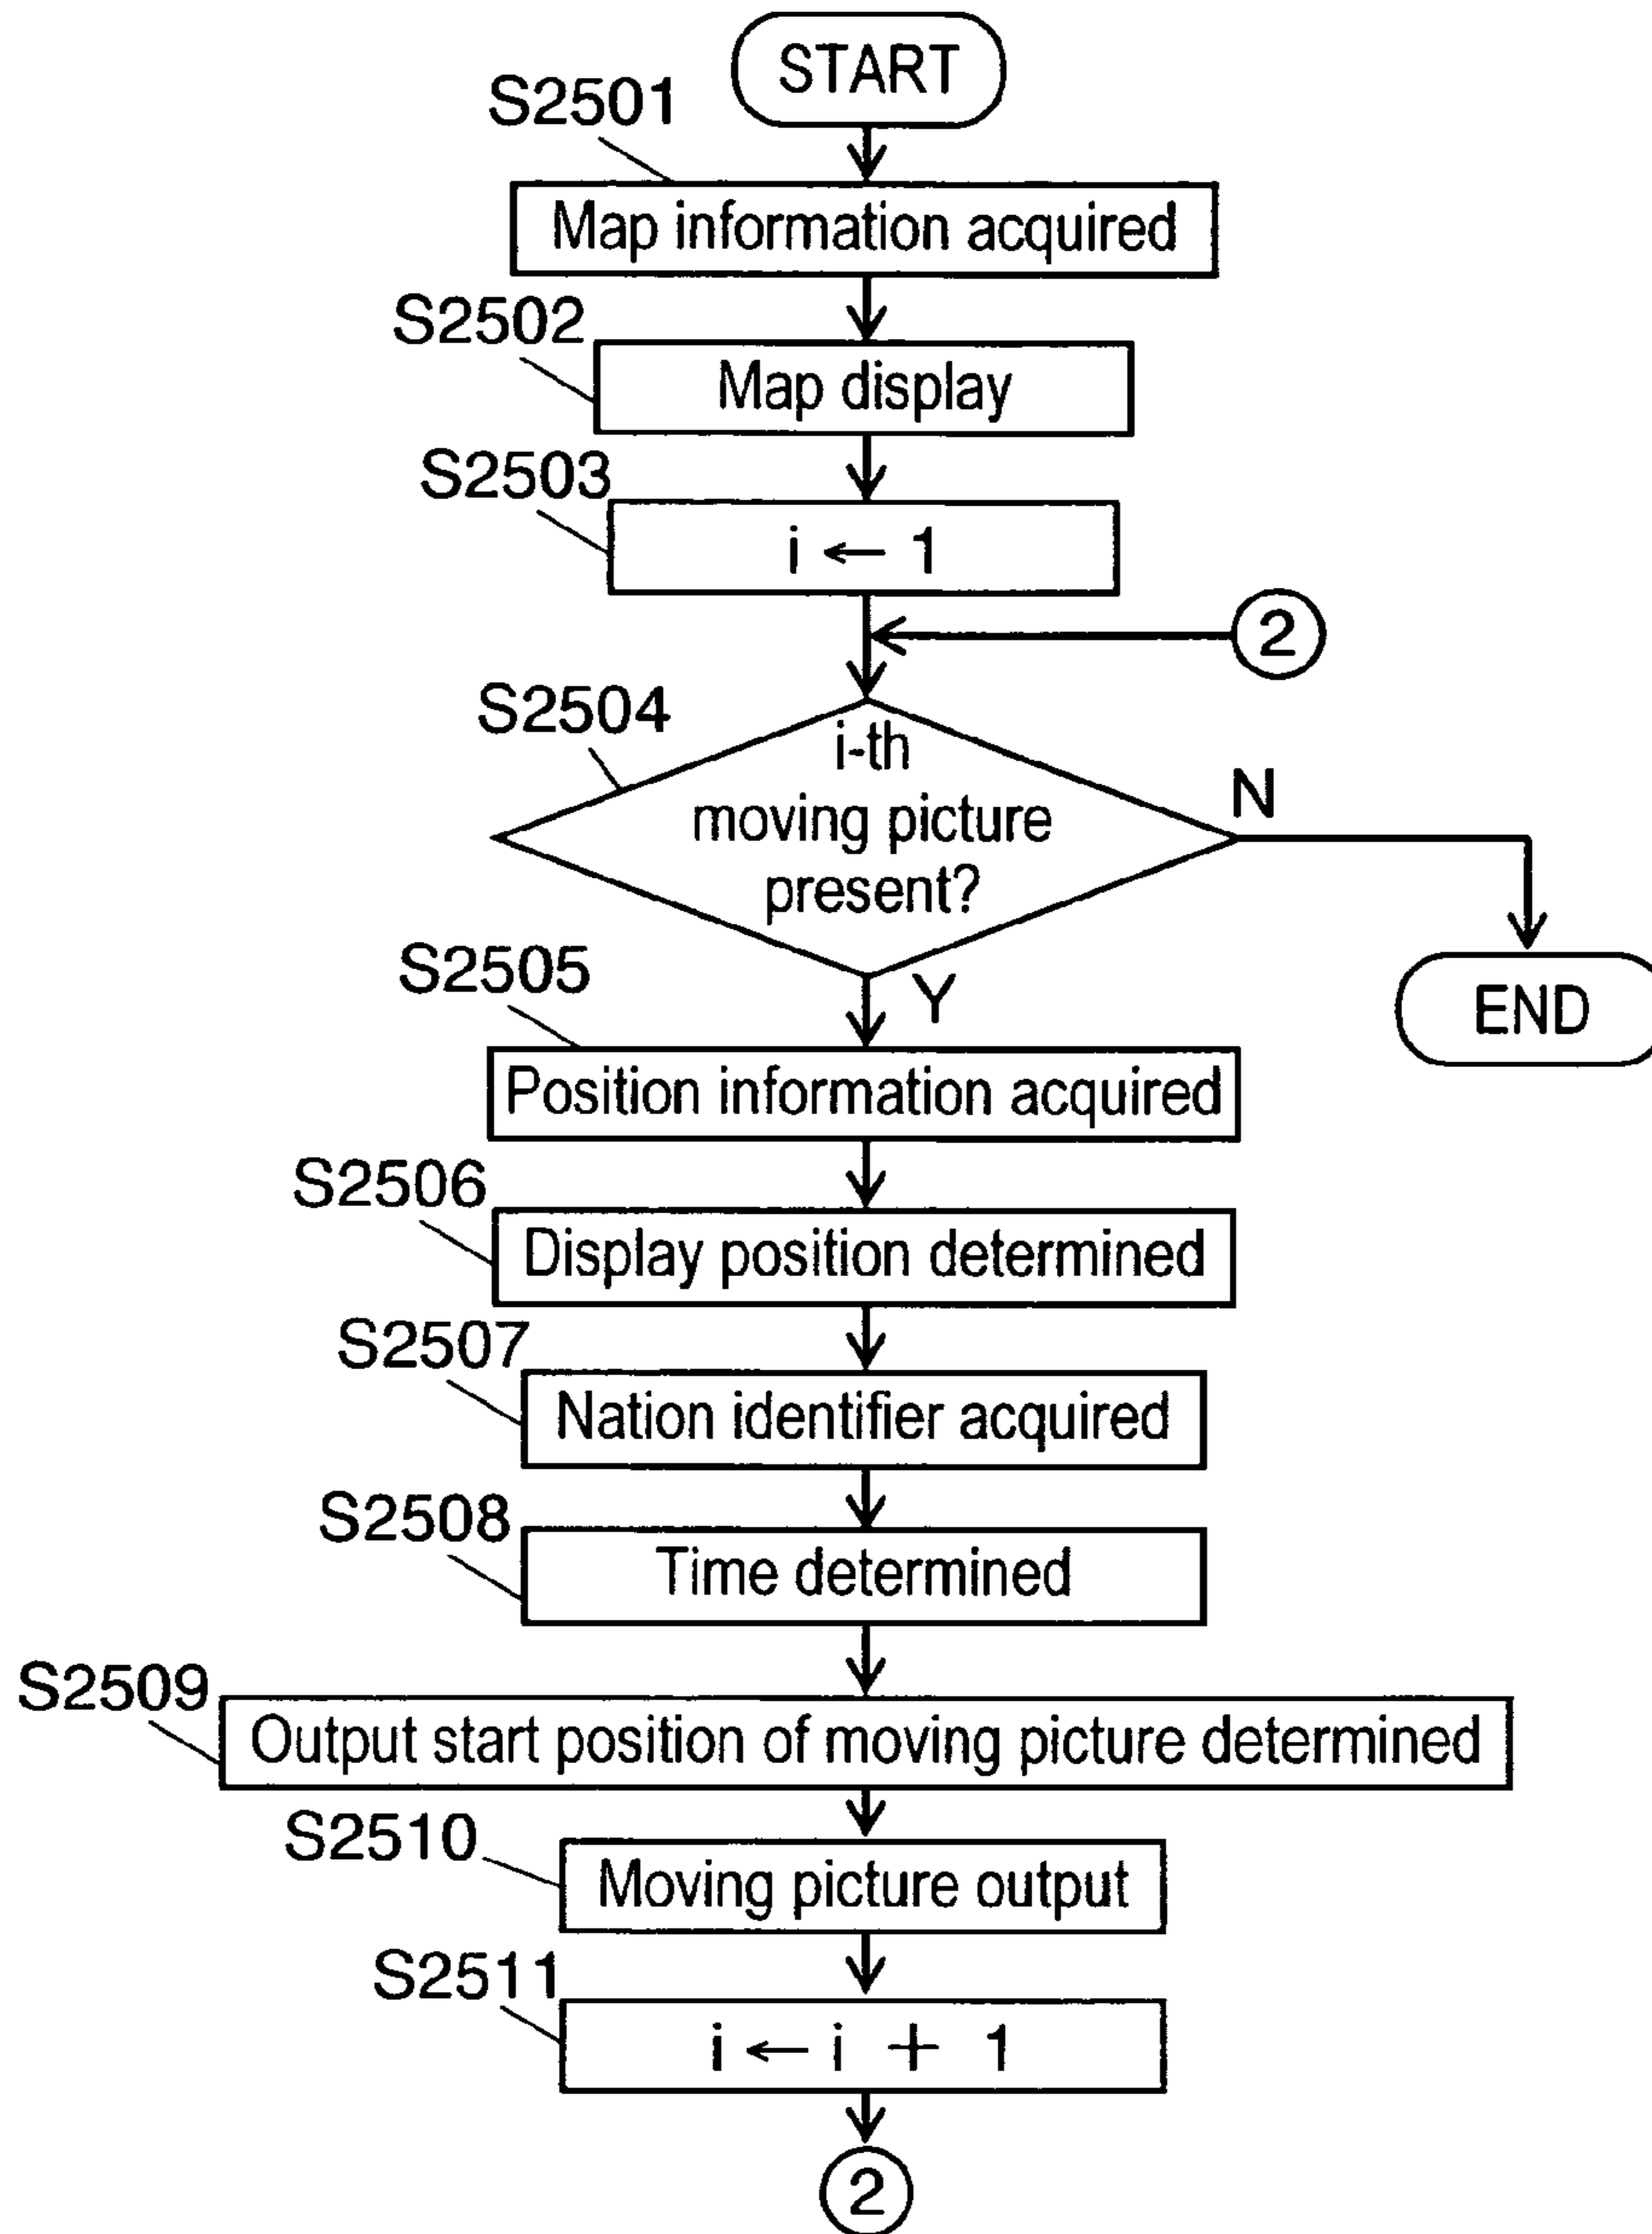 START
S2501
Map information acquired
S2502
Map display
S2503
i ← 1
2
S2504
i-th
moving picture
present?
N
Y
END
S2505
Position information acquired
S2506
Display position determined
S2507
Nation identifier acquired
S2508
Time determined
S2509
Output start position of moving picture determined
S2510
Moving picture output
S2511
i ← i + 1
2